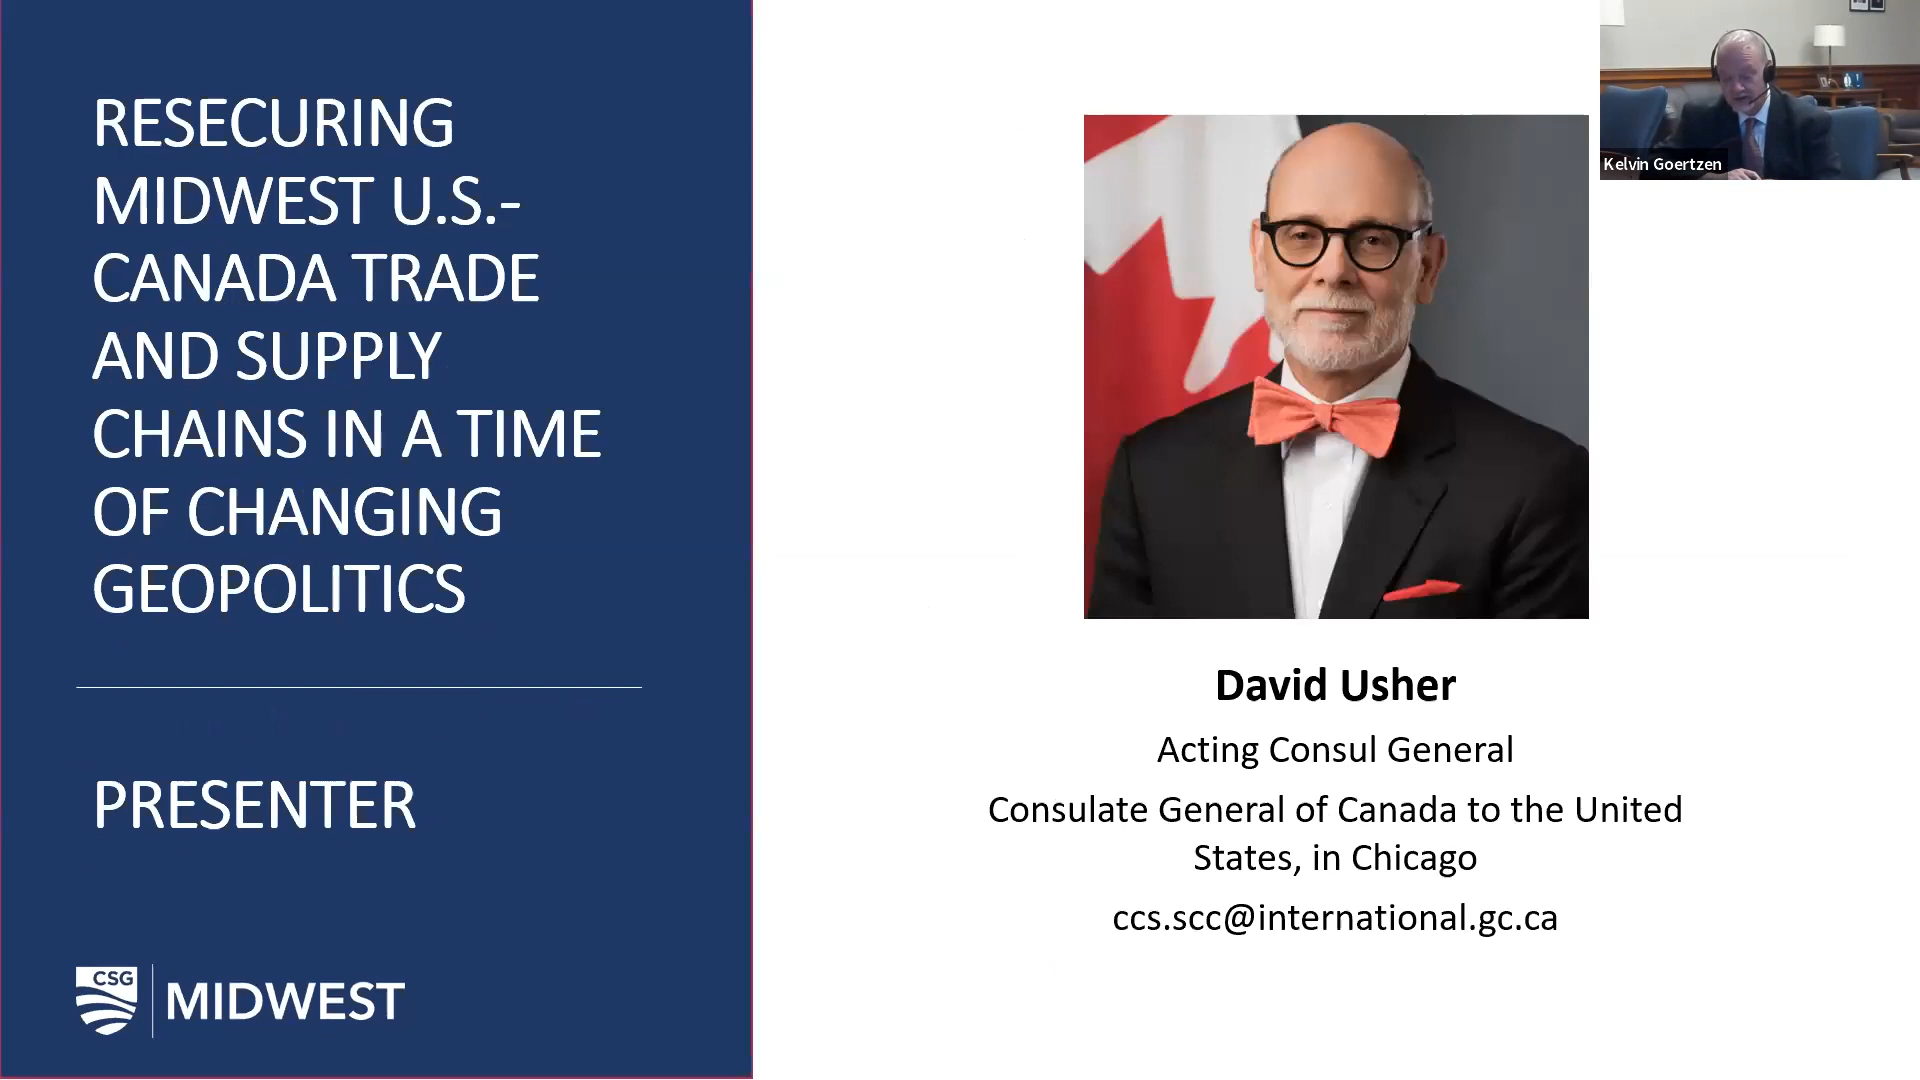 RESECURING
MIDWEST U.S.-
CANADA TRADE
AND SUPPLY
CHAINS IN A TIME
OF CHANGING
GEOPOLITICS
PRESENTER
CSG
MIDWEST
David Usher
Acting Consul General
Consulate General of Canada to the United
States, in Chicago
ccs.scc@international.gc.ca
Kelvin Goertzen